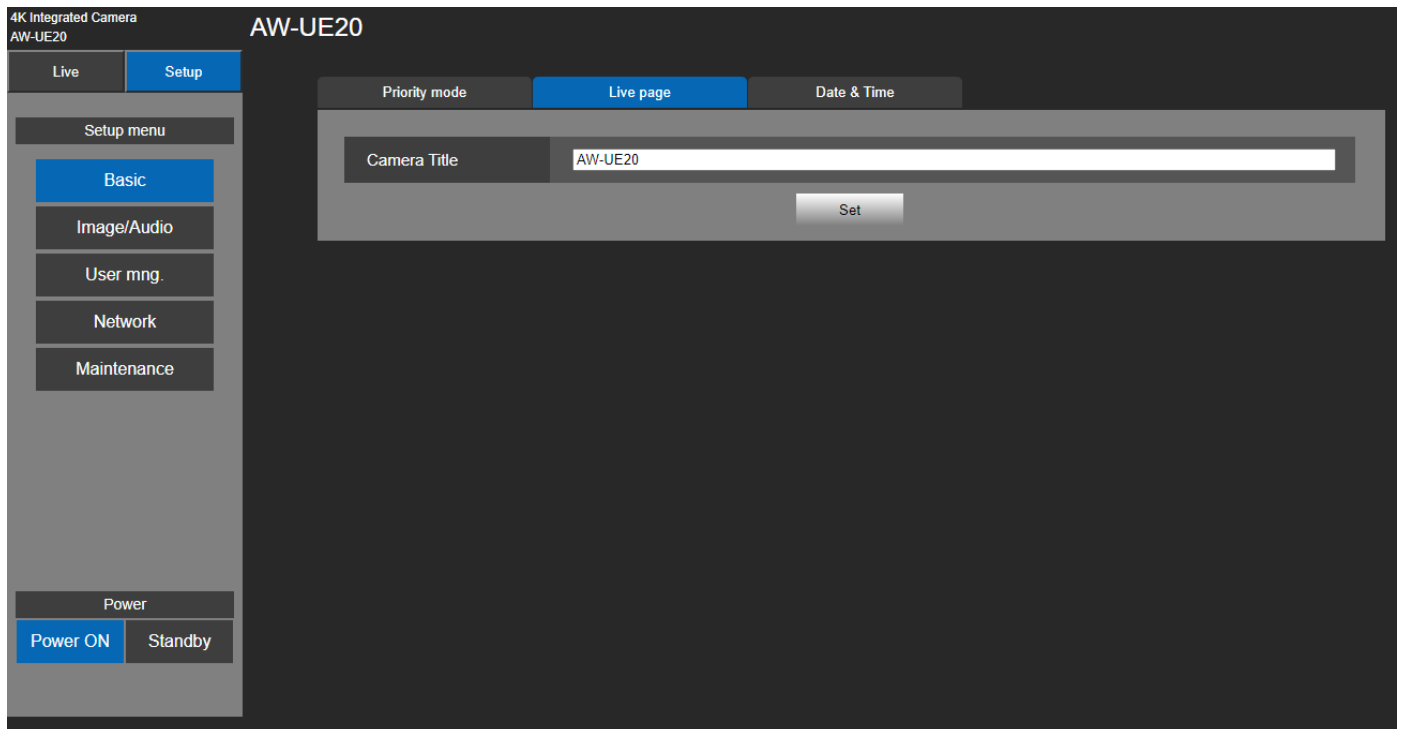 4K Integrated Camera
AW-UE20
AW-UE20
Live
Setup
Setup menu
Basic
Image/Audio
User mng.
Network
Maintenance
Power
Power ON
Standby
Priority mode
Live page
Date & Time
Camera Title
AW-UE20
Set